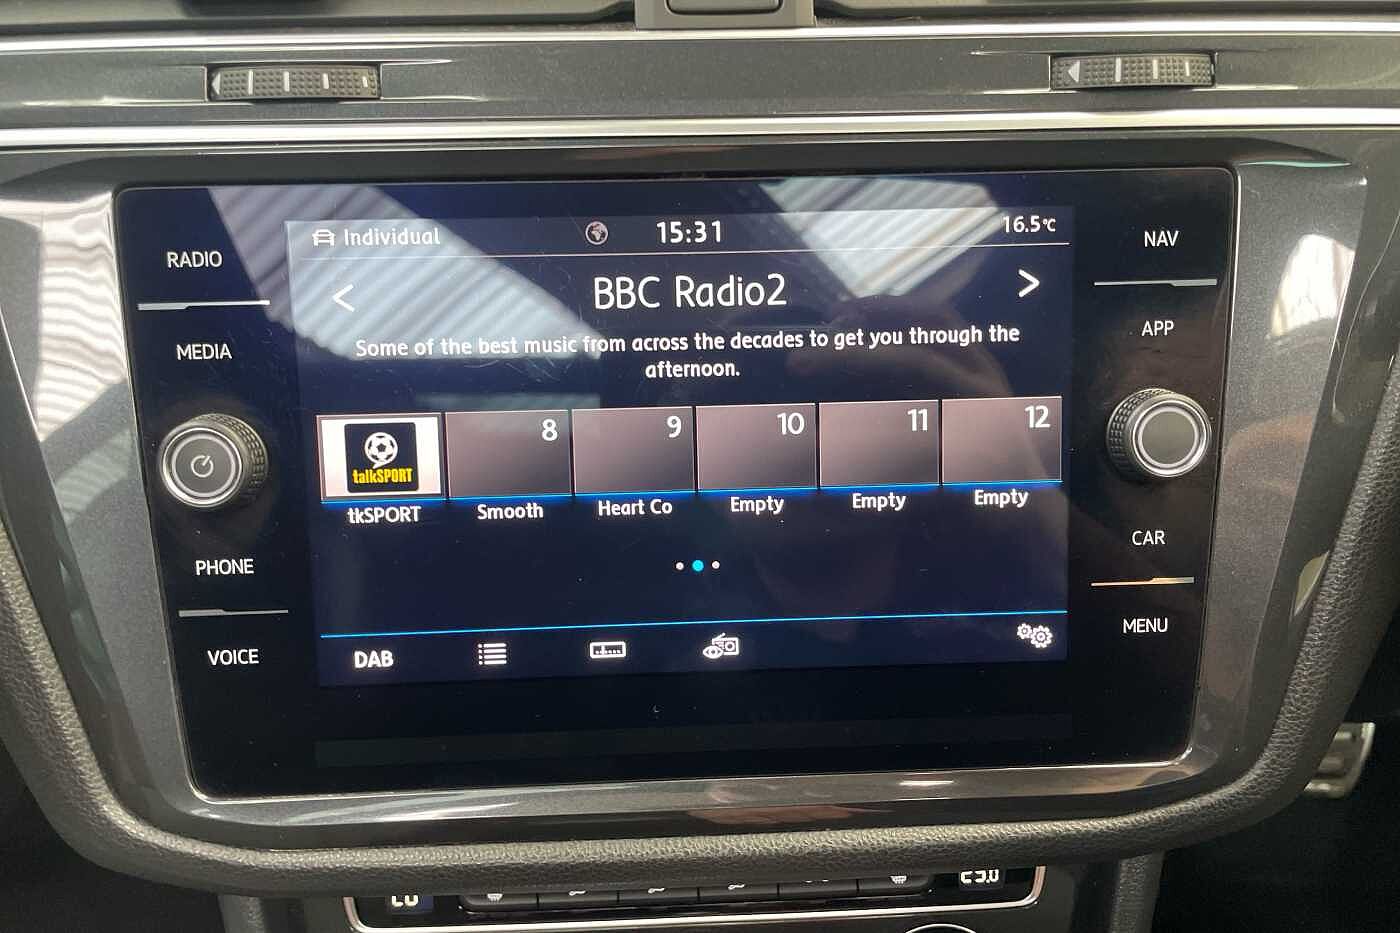 Individual 15:31 16.5°C
RADIO
NAV
BBC Radio2
MEDIA
APP
Some of the best music from across the decades to get you through the
afternoon.
8 9 10 11 12
talkSPORT
tkSPORT Smooth Heart Co Empty Empty Empty
PHONE
CAR
VOICE
MENU
DAB
25.0